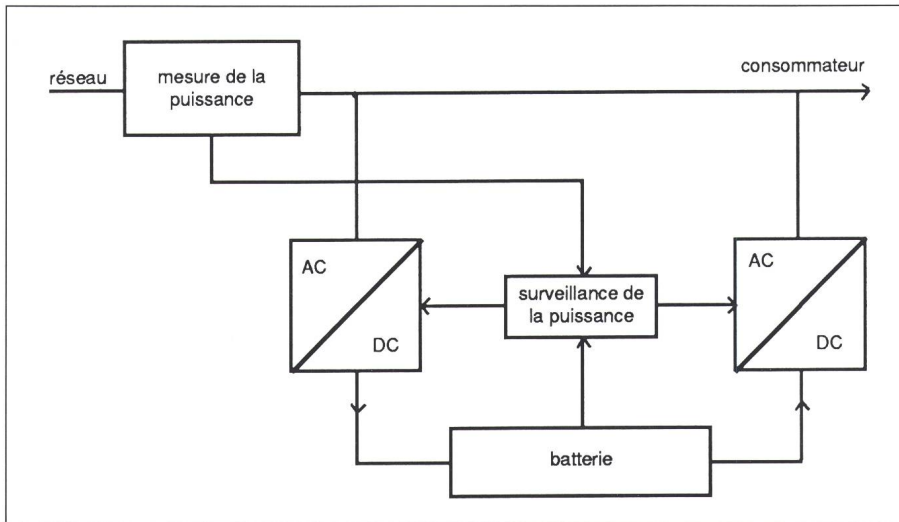 réseau
mesure de la
puissance
consommateur
AC
DC
surveillance de
la puissance
AC
DC
batterie